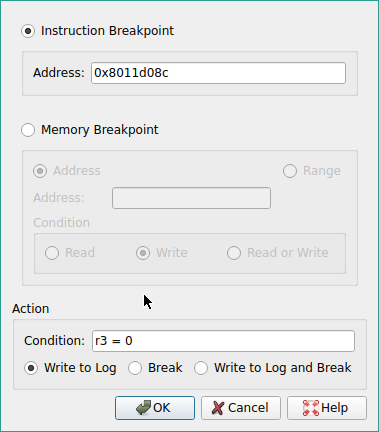 Instruction Breakpoint
Address: 0x8011d08c
Memory Breakpoint
Address Range
Address:
Condition
Read Write Read or Write
Action
Condition: r3 = 0
Write to Log Break Write to Log and Break
OK Cancel Help